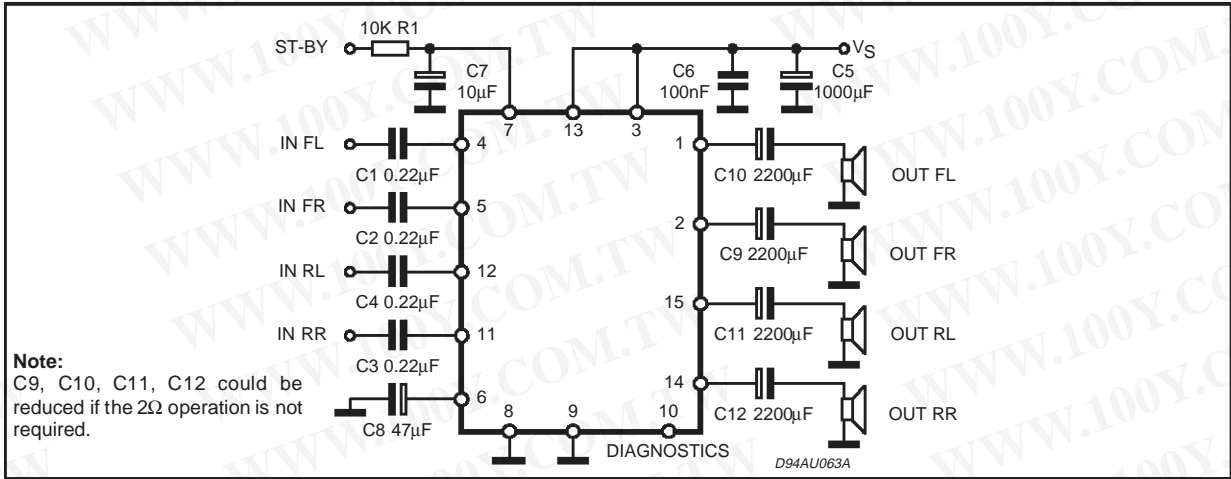 10K R1
ST-BY
C7
10µF
C6
100nF
C5
1000µF
VS
7
13
3
IN FL
4
C1 0.22µF
IN FR
5
C2 0.22µF
IN RL
12
C4 0.22µF
IN RR
11
C3 0.22µF
6
C8 47µF
8
9
10
DIAGNOSTICS
1
C10 2200µF
OUT FL
2
C9 2200µF
OUT FR
15
C11 2200µF
OUT RL
14
C12 2200µF
OUT RR
Note:
C9, C10, C11, C12 could be
reduced if the 2Ω operation is not
required.
D94AU063A
WWW.100Y.COM.TW